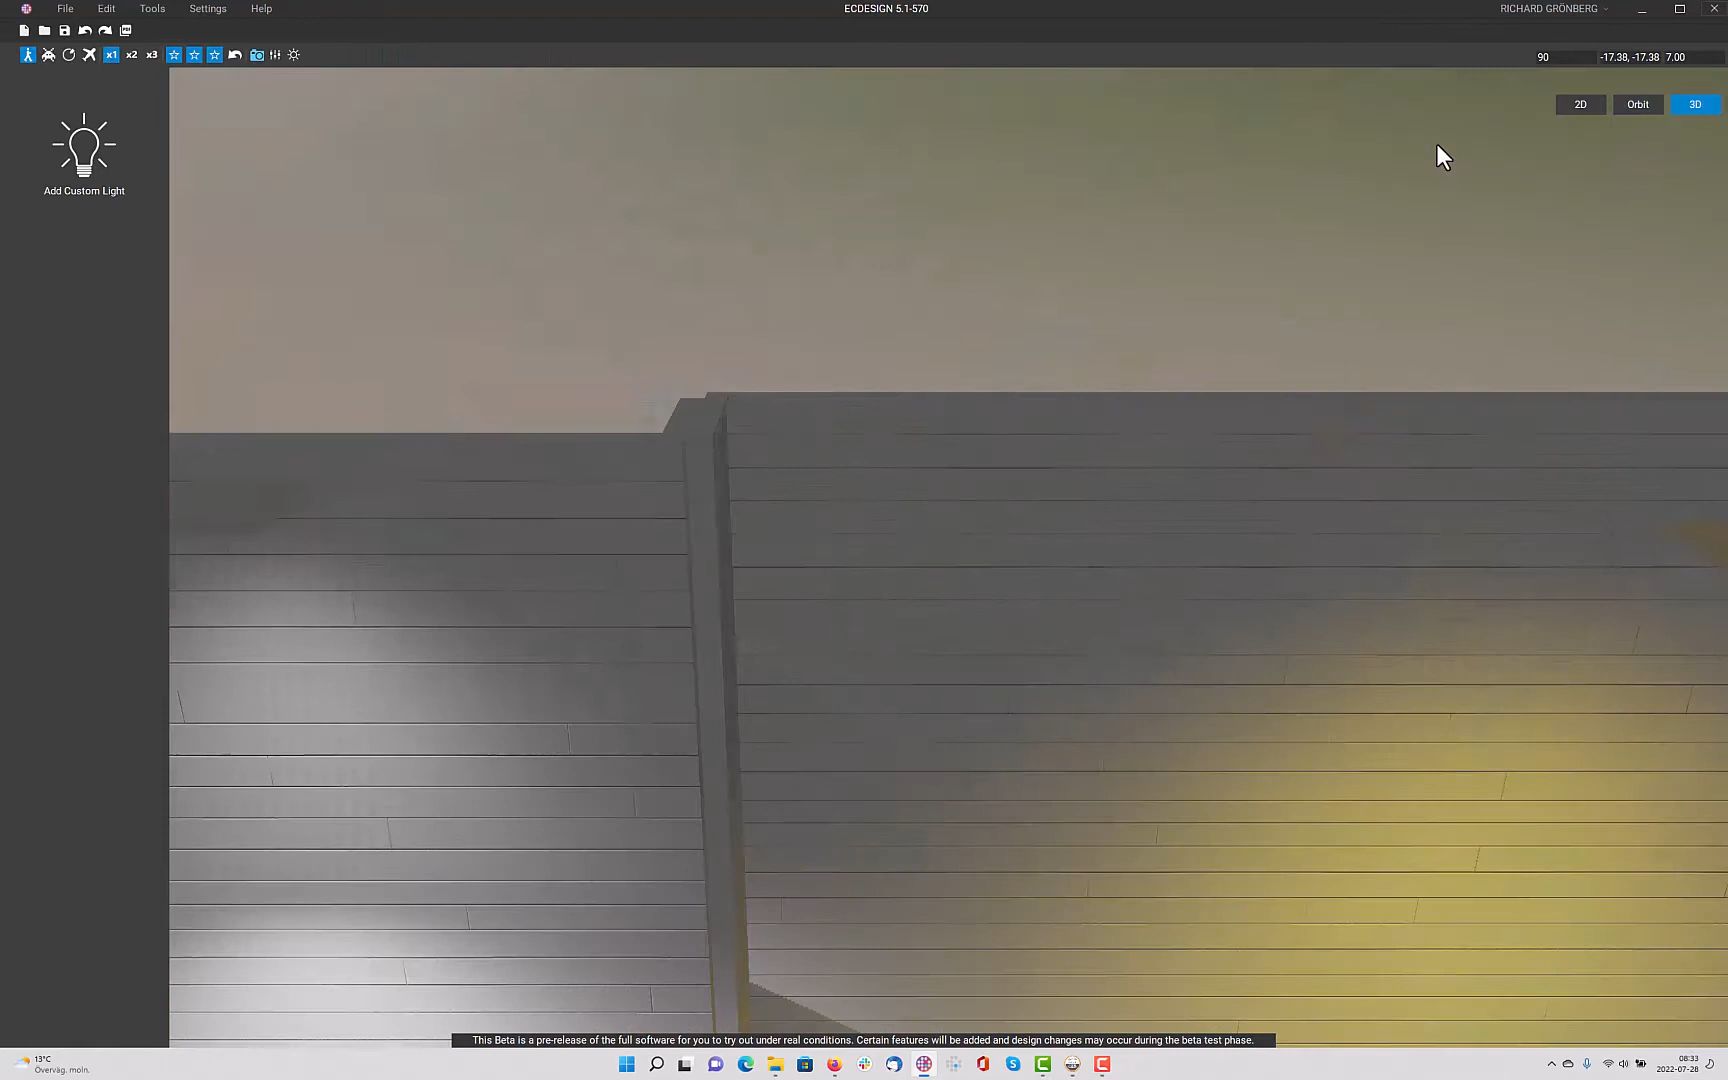 File Edit Tools Settings Help
ECDESIGN 5.1-570
RICHARD GRÖNBERG
x1 x2 x3
90 -17.38, -17.38 7.00
2D Orbit 3D
Add Custom Light
This Beta is a pre-release of the full software for you to try out under real conditions. Certain features will be added and design changes may occur during the beta test phase.
13°C
Överväg. moln.
08:33
2022-07-28